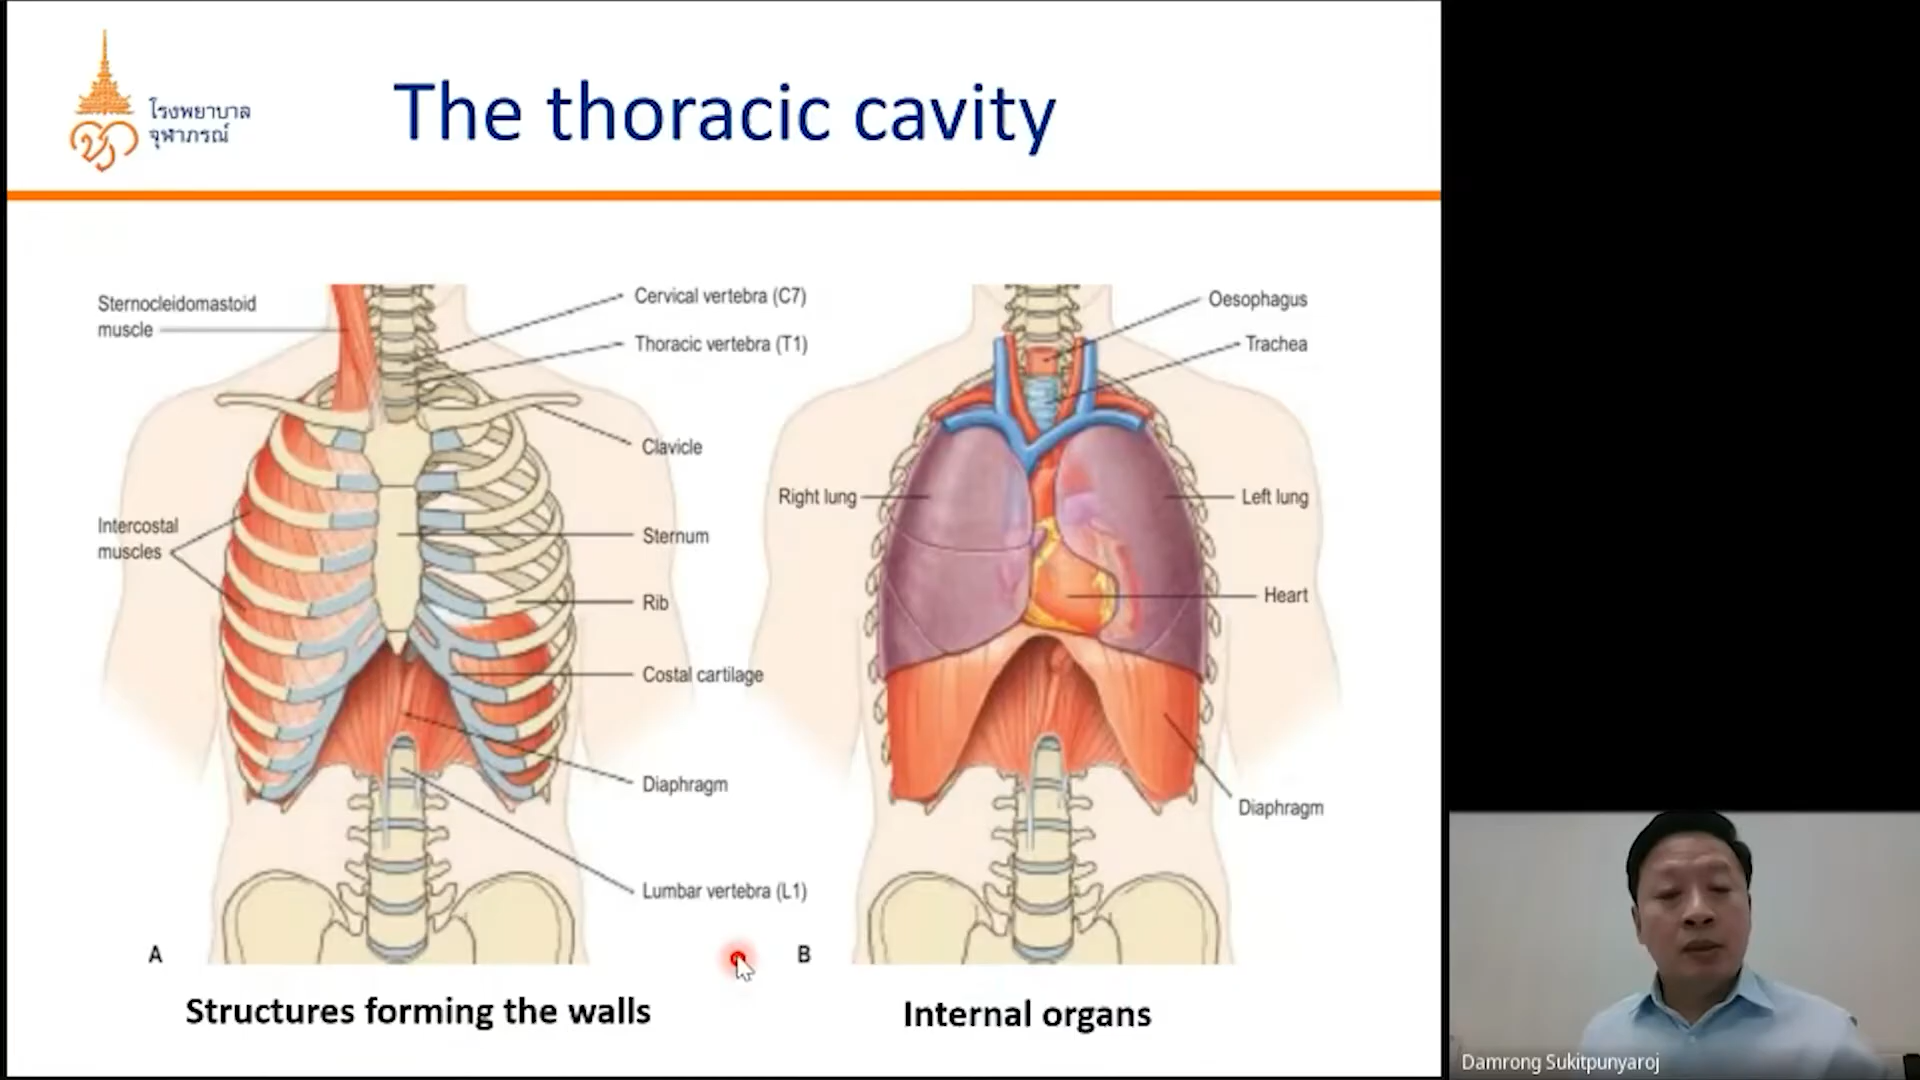 โรงพยาบาล
จุฬาภรณ์
The thoracic cavity
Sternocleidomastoid
muscle
Cervical vertebra (C7)
Thoracic vertebra (T1)
Clavicle
Intercostal
muscles
Sternum
Rib
Costal cartilage
Diaphragm
Lumbar vertebra (L1)
A
Structures forming the walls
Oesophagus
Trachea
Right lung
Left lung
Heart
Diaphragm
B
Internal organs
Damrong Sukitpunyaroj